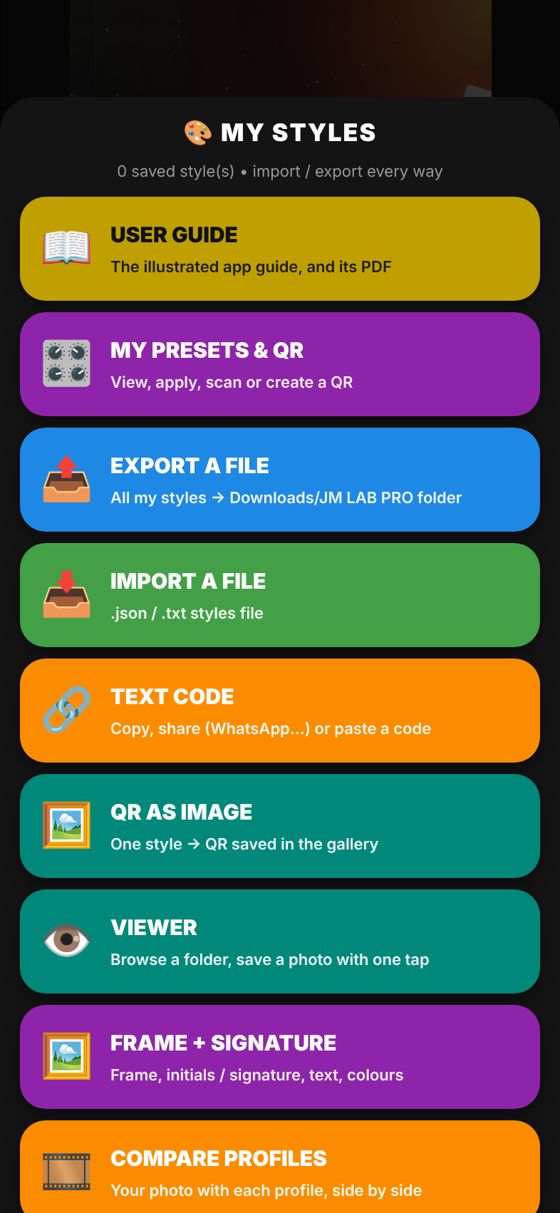 🎨 MY STYLES
0 saved style(s) • import / export every way
USER GUIDE
The illustrated app guide, and its PDF
MY PRESETS & QR
View, apply, scan or create a QR
EXPORT A FILE
All my styles → Downloads/JM LAB PRO folder
IMPORT A FILE
.json / .txt styles file
TEXT CODE
Copy, share (WhatsApp...) or paste a code
QR AS IMAGE
One style → QR saved in the gallery
VIEWER
Browse a folder, save a photo with one tap
FRAME + SIGNATURE
Frame, initials / signature, text, colours
COMPARE PROFILES
Your photo with each profile, side by side